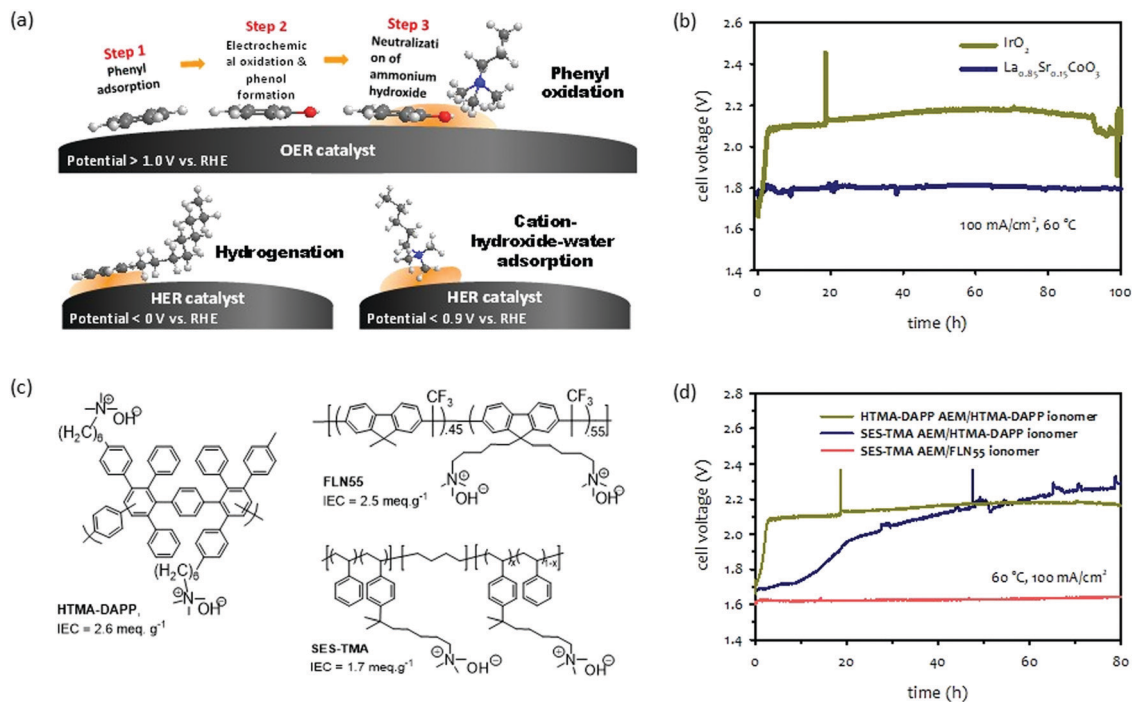 (a)
Step 1
Phenyl
adsorption
Step 2
Electrochemic
al oxidation &
phenol
formation
Step 3
Neutralizati
on of
ammonium
hydroxide
Phenyl
oxidation
OER catalyst
Potential > 1.0 V vs. RHE
Hydrogenation
HER catalyst
Potential < 0 V vs. RHE
Cation-
hydroxide-water
adsorption
HER catalyst
Potential < 0.9 V vs. RHE
(b)
cell voltage (V)
2.6
2.4
2.2
2.0
1.8
1.6
1.4
IrO₂
La₀.₈₅Sr₀.₁₅CoO₃
100 mA/cm², 60 °C
0 20 40 60 80 100
time (h)
(c)
N⊕ OH⊖
(H₂C)₆
(H₂C)₆
N⊕ OH⊖
HTMA-DAPP,
IEC = 2.6 meq. g⁻¹
CF₃
.45
CF₃
.55
N⊕ OH⊖
N⊕ OH⊖
FLN55
IEC = 2.5 meq.g⁻¹
x
1-x
N⊕ OH⊖
N⊕ OH⊖
SES-TMA
IEC = 1.7 meq.g⁻¹
(d)
cell voltage (V)
2.8
2.6
2.4
2.2
2.0
1.8
1.6
1.4
HTMA-DAPP AEM/HTMA-DAPP ionomer
SES-TMA AEM/HTMA-DAPP ionomer
SES-TMA AEM/FLN55 ionomer
60 °C, 100 mA/cm²
0 20 40 60 80
time (h)